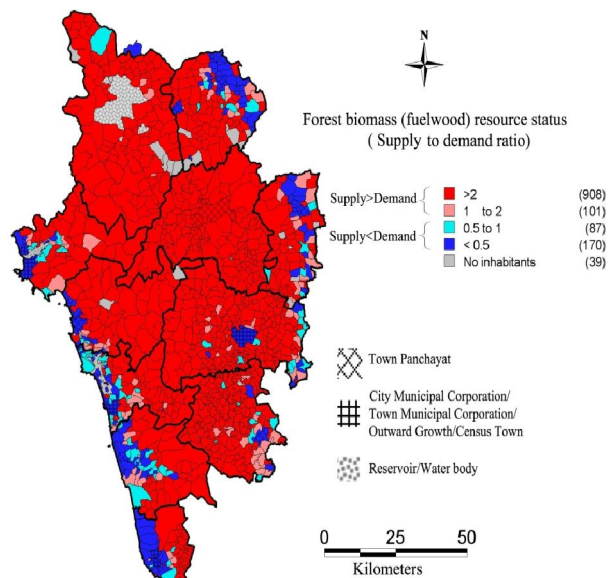 N
Forest biomass (fuelwood) resource status
( Supply to demand ratio)
Supply>Demand
>2 (908)
1 to 2 (101)
Supply<Demand
0.5 to 1 (87)
< 0.5 (170)
No inhabitants (39)
Town Panchayat
City Municipal Corporation/
Town Municipal Corporation/
Outward Growth/Census Town
Reservoir/Water body
0 25 50
Kilometers